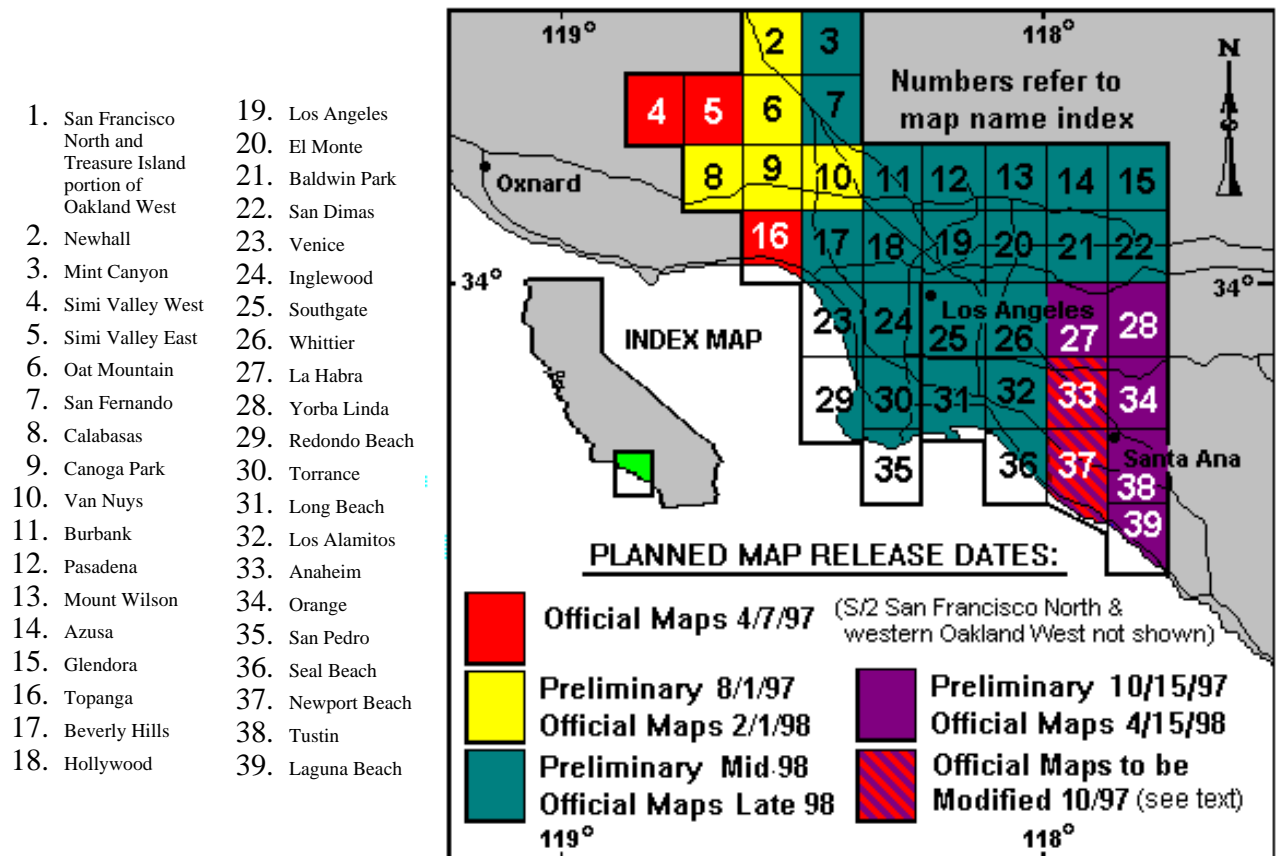 1. San Francisco
North and
Treasure Island
portion of
Oakland West
2. Newhall
3. Mint Canyon
4. Simi Valley West
5. Simi Valley East
6. Oat Mountain
7. San Fernando
8. Calabasas
9. Canoga Park
10. Van Nuys
11. Burbank
12. Pasadena
13. Mount Wilson
14. Azusa
15. Glendora
16. Topanga
17. Beverly Hills
18. Hollywood
19. Los Angeles
20. El Monte
21. Baldwin Park
22. San Dimas
23. Venice
24. Inglewood
25. Southgate
26. Whittier
27. La Habra
28. Yorba Linda
29. Redondo Beach
30. Torrance
31. Long Beach
32. Los Alamitos
33. Anaheim
34. Orange
35. San Pedro
36. Seal Beach
37. Newport Beach
38. Tustin
39. Laguna Beach
119° 118°
2 3 N
Numbers refer to
map name index
4 5 6 7
Oxnard
8 9 10 11 12 13 14 15
16 17 18 19 20 21 22
34° 34°
Los Angeles
INDEX MAP
23 24 25 26 27 28
29 30 31 32 33 34
Santa Ana
35 36 37 38
39
PLANNED MAP RELEASE DATES:
Official Maps 4/7/97 (S/2 San Francisco North &
western Oakland West not shown)
Preliminary 8/1/97
Official Maps 2/1/98
Preliminary Mid-98
Official Maps Late 98
Preliminary 10/15/97
Official Maps 4/15/98
Official Maps to be
Modified 10/97 (see text)
119° 118°